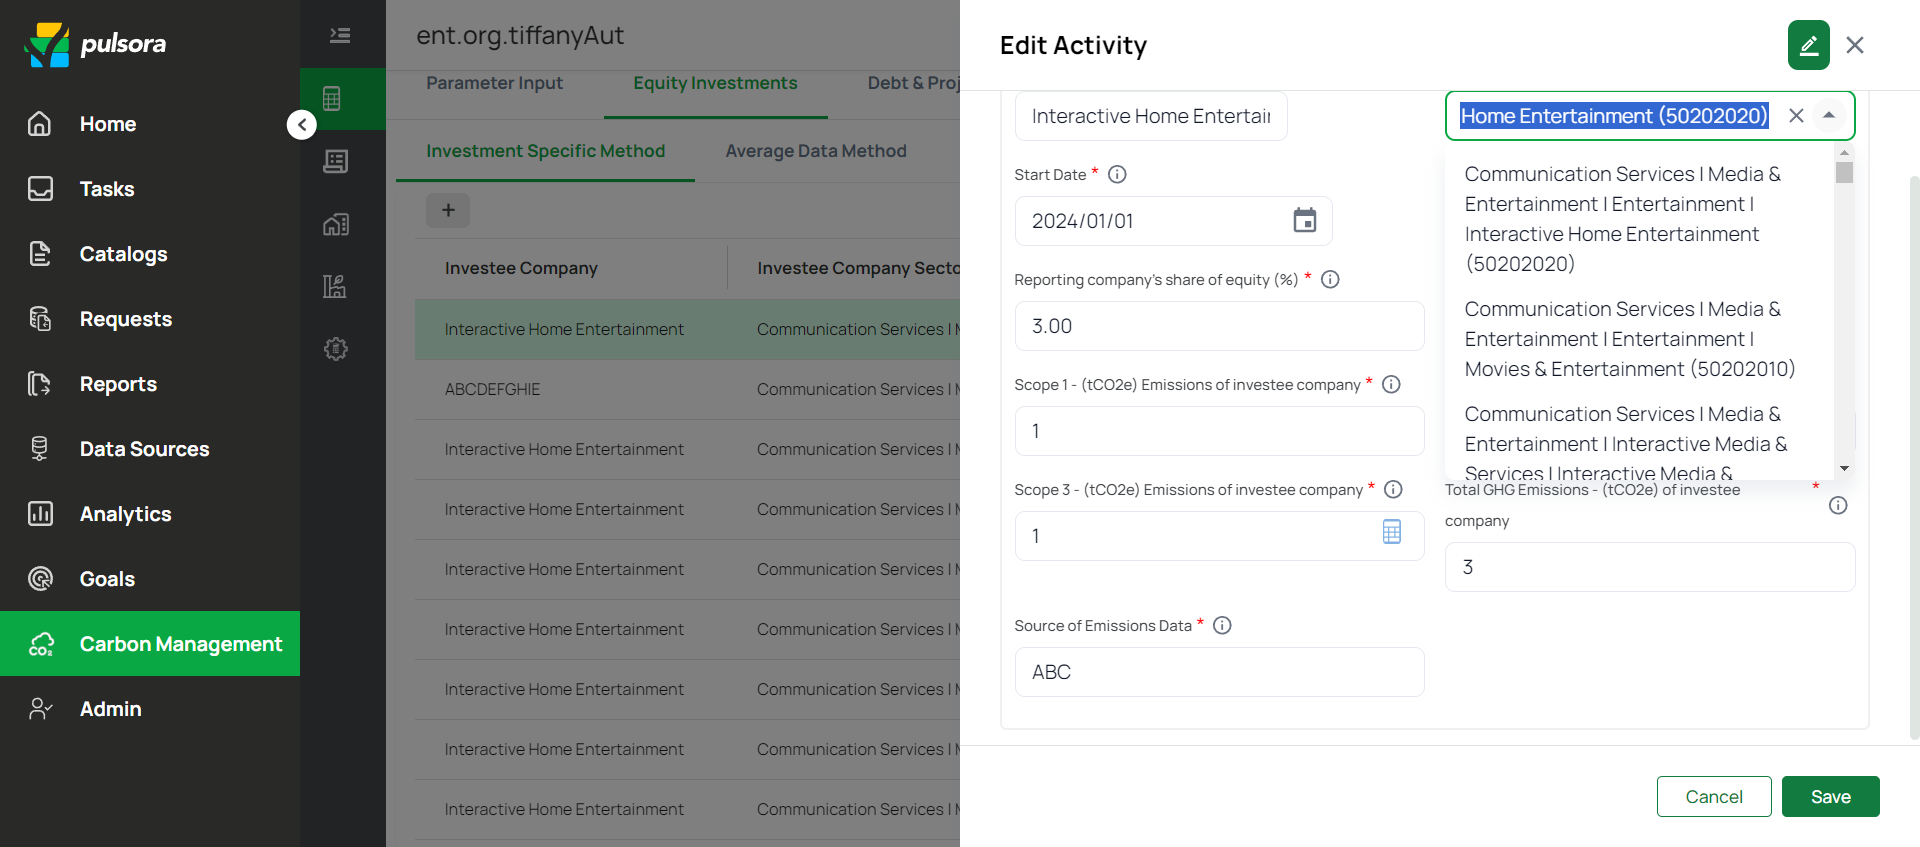 pulsora
Home
Tasks
Catalogs
Requests
Reports
Data Sources
Analytics
Goals
CO₂
Carbon Management
Admin
ent.org.tiffanyAut
Parameter Input
Equity Investments
Debt & Proj
Investment Specific Method
Average Data Method
+
Investee Company
Investee Company Secto
Interactive Home Entertainment
Communication Services | M
ABCDEFGHIE
Communication Services | M
Interactive Home Entertainment
Communication Services | M
Interactive Home Entertainment
Communication Services | M
Interactive Home Entertainment
Communication Services | M
Interactive Home Entertainment
Communication Services | M
Interactive Home Entertainment
Communication Services | M
Interactive Home Entertainment
Communication Services | M
Interactive Home Entertainment
Communication Services | M
Edit Activity
Interactive Home Entertain
Home Entertainment (50202020)
Communication Services | Media &
Entertainment | Entertainment |
Interactive Home Entertainment
(50202020)
Communication Services | Media &
Entertainment | Entertainment |
Movies & Entertainment (50202010)
Communication Services | Media &
Entertainment | Interactive Media &
Services | Interactive Media &
Start Date *
2024/01/01
Reporting company's share of equity (%) *
3.00
Scope 1 - (tCO2e) Emissions of investee company *
1
Scope 3 - (tCO2e) Emissions of investee company *
1
Total GHG Emissions - (tCO2e) of investee *
company
3
Source of Emissions Data *
ABC
Cancel
Save